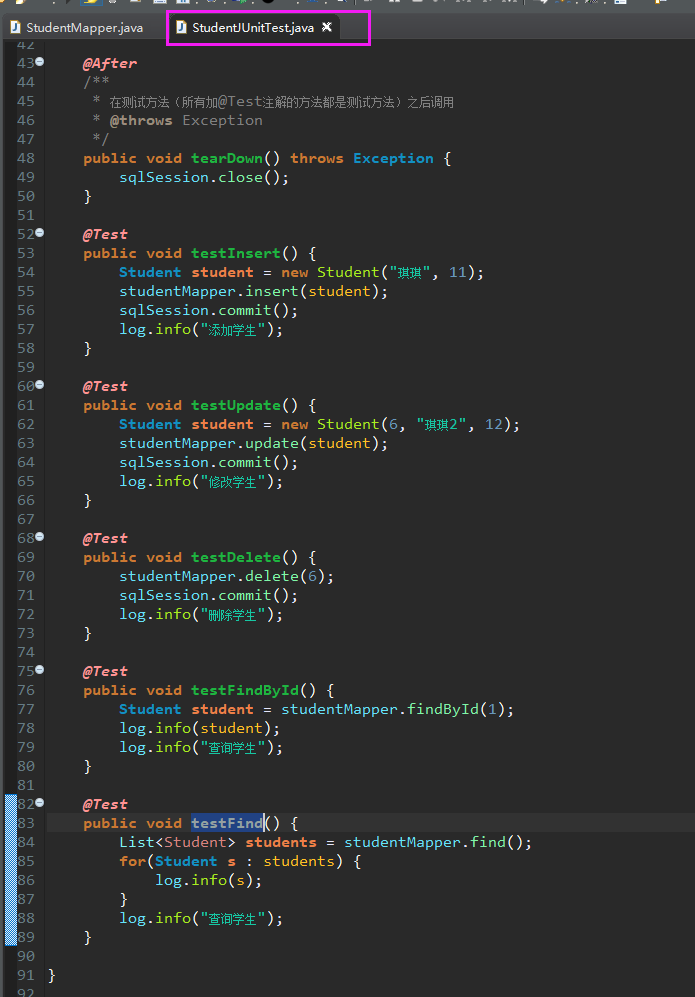 StudentMapper.java StudentJUnitTest.java
42
43 @After
44 /**
45 * 在测试方法（所有加@Test注解的方法都是测试方法）之后调用
46 * @throws Exception
47 */
48 public void tearDown() throws Exception {
49 sqlSession.close();
50 }
51
52 @Test
53 public void testInsert() {
54 Student student = new Student("琪琪", 11);
55 studentMapper.insert(student);
56 sqlSession.commit();
57 log.info("添加学生");
58 }
59
60 @Test
61 public void testUpdate() {
62 Student student = new Student(6, "琪琪2", 12);
63 studentMapper.update(student);
64 sqlSession.commit();
65 log.info("修改学生");
66 }
67
68 @Test
69 public void testDelete() {
70 studentMapper.delete(6);
71 sqlSession.commit();
72 log.info("删除学生");
73 }
74
75 @Test
76 public void testFindById() {
77 Student student = studentMapper.findById(1);
78 log.info(student);
79 log.info("查询学生");
80 }
81
82 @Test
83 public void testFind() {
84 List<Student> students = studentMapper.find();
85 for(Student s : students) {
86 log.info(s);
87 }
88 log.info("查询学生");
89 }
90
91 }
92